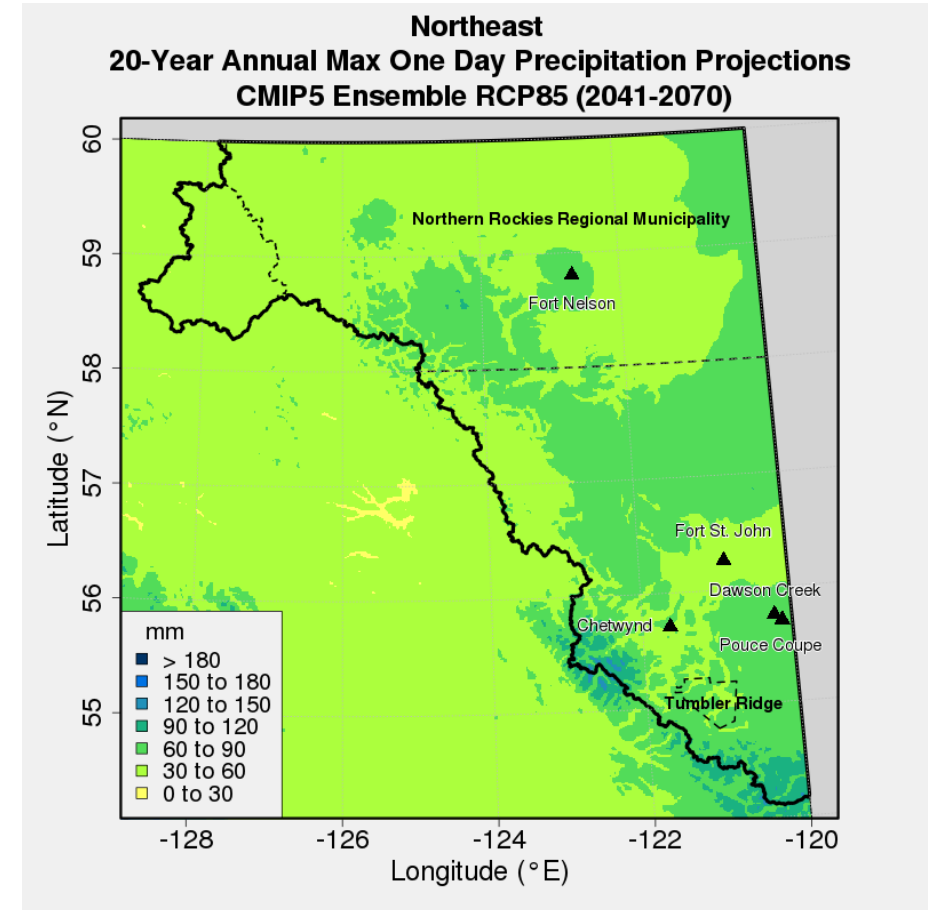 Northeast
20-Year Annual Max One Day Precipitation Projections
CMIP5 Ensemble RCP85 (2041-2070)
60
59
58
57
56
55
Latitude (°N)
Northern Rockies Regional Municipality
Fort Nelson
Fort St. John
Dawson Creek
Chetwynd
Pouce Coupe
Tumbler Ridge
mm
> 180
150 to 180
120 to 150
90 to 120
60 to 90
30 to 60
0 to 30
-128
-126
-124
-122
-120
Longitude (°E)